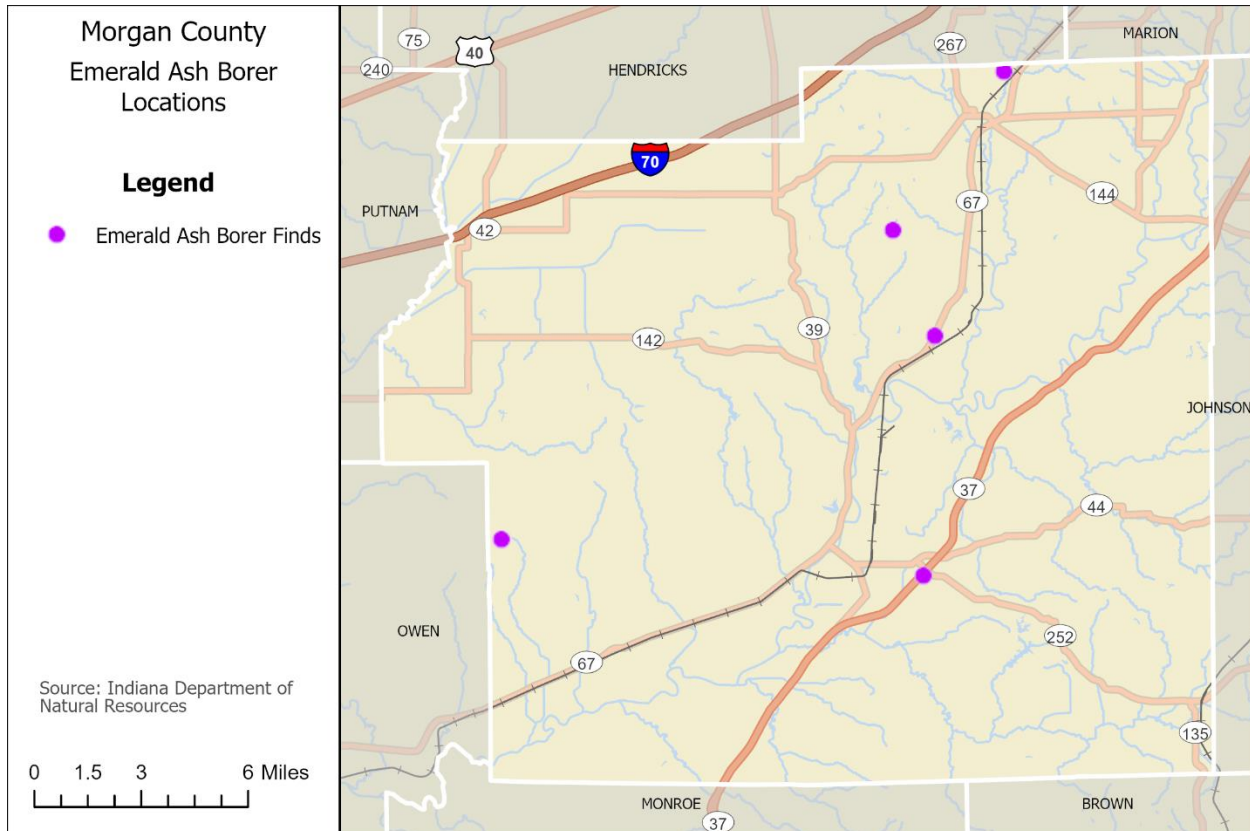 Morgan County
Emerald Ash Borer
Locations
Legend
Emerald Ash Borer Finds
Source: Indiana Department of
Natural Resources
0 1.5 3 6 Miles
75
40
240
267
MARION
HENDRICKS
70
PUTNAM
42
67
144
39
142
JOHNSON
37
44
OWEN
252
67
135
MONROE
BROWN
37